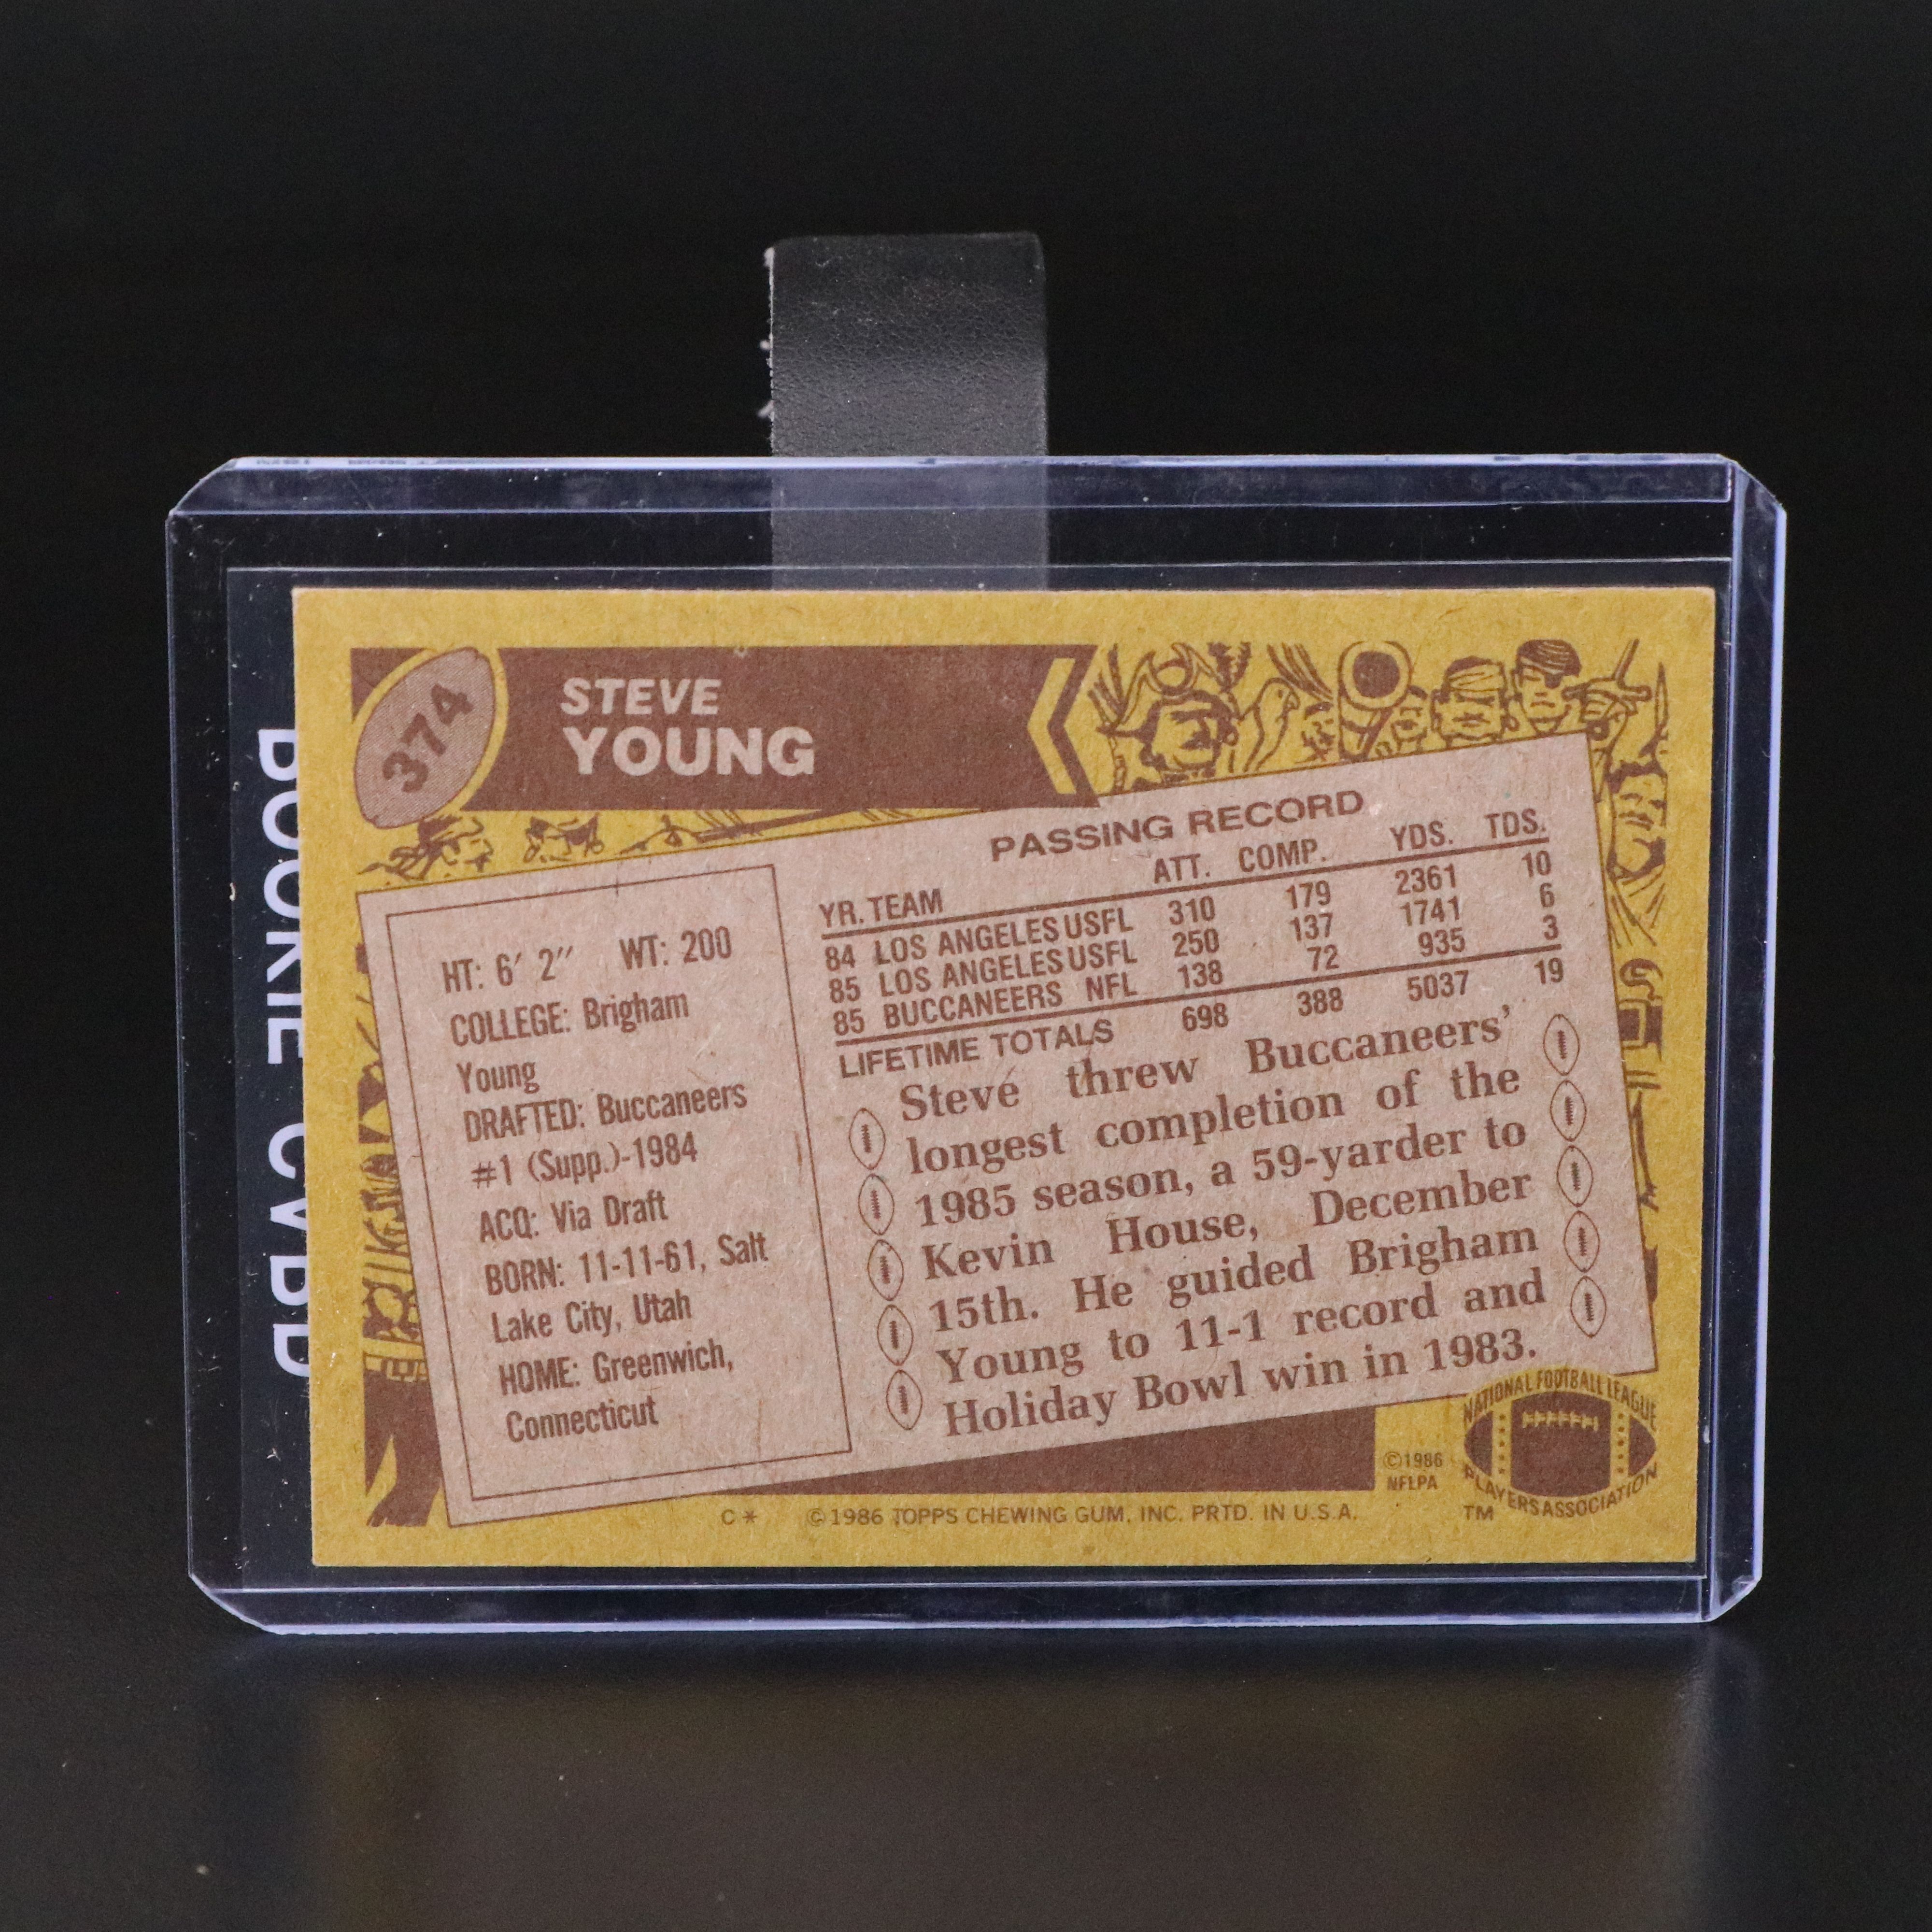 374
STEVE
YOUNG
PASSING RECORD
YR. TEAM ATT. COMP. YDS. TDS.
84 LOS ANGELES USFL 310 179 2361 10
85 LOS ANGELES USFL 250 137 1741 6
85 BUCCANEERS NFL 138 72 935 3
LIFETIME TOTALS 698 388 5037 19
HT: 6′ 2″ WT: 200
COLLEGE: Brigham
Young
DRAFTED: Buccaneers
#1 (Supp.)-1984
ACQ: Via Draft
BORN: 11-11-61, Salt
Lake City, Utah
HOME: Greenwich,
Connecticut
Steve threw Buccaneers'
longest completion of the
1985 season, a 59-yarder to
Kevin House, December
15th. He guided Brigham
Young to 11-1 record and
Holiday Bowl win in 1983.
C* ©1986 TOPPS CHEWING GUM, INC. PRTD. IN U.S.A.
©1986
NFLPA
NATIONAL FOOTBALL LEAGUE
PLAYERS ASSOCIATION
TM